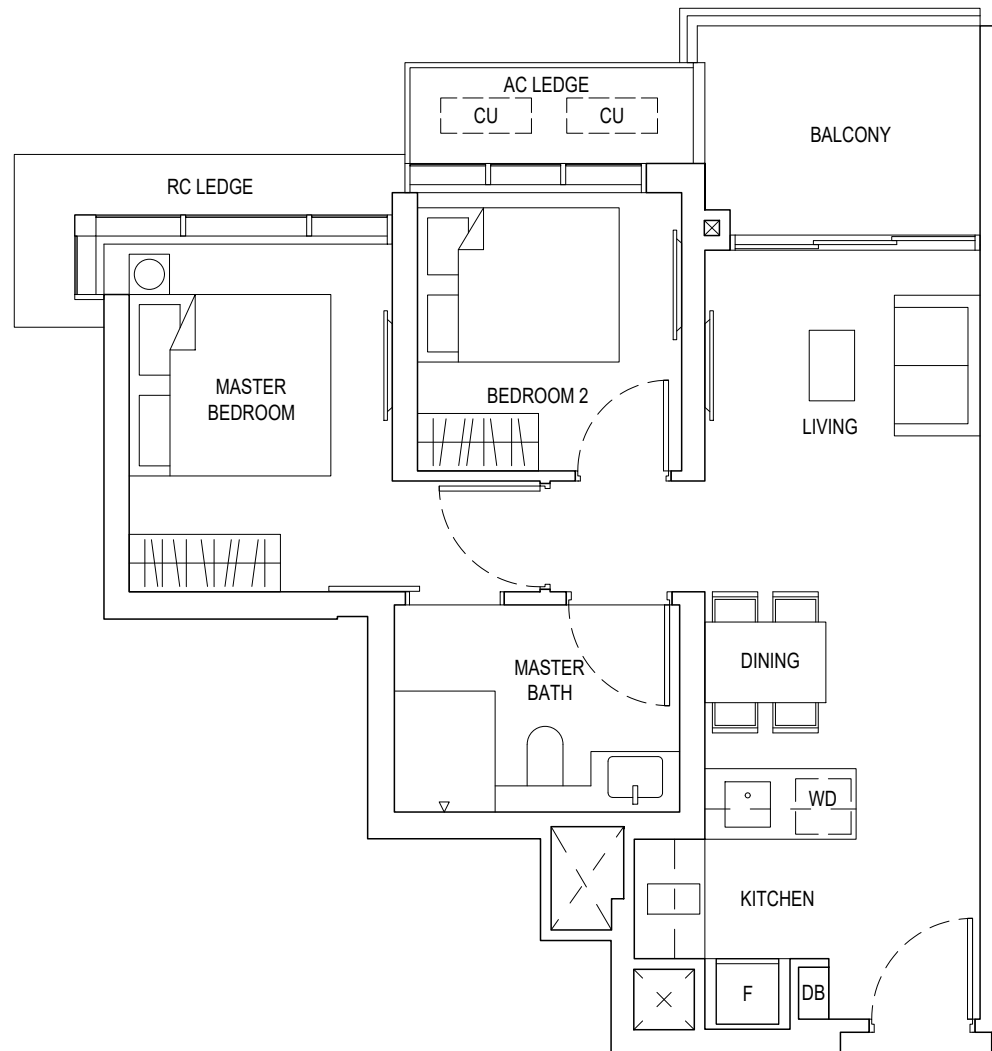 AC LEDGE
CU CU
BALCONY
RC LEDGE
MASTER
BEDROOM
BEDROOM 2
LIVING
DINING
MASTER
BATH
WD
KITCHEN
F
DB